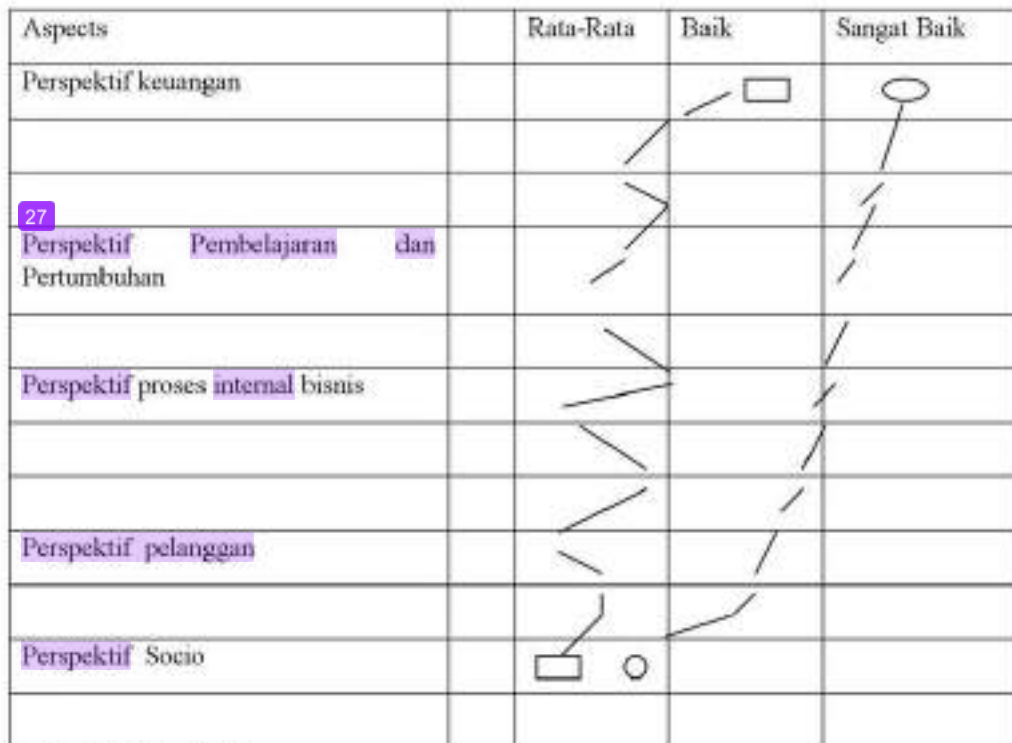 Aspects Rata-Rata Baik Sangat Baik
Perspektif keuangan
27
Perspektif Pembelajaran dan
Pertumbuhan
Perspektif proses internal bisnis
Perspektif pelanggan
Perspektif Socio